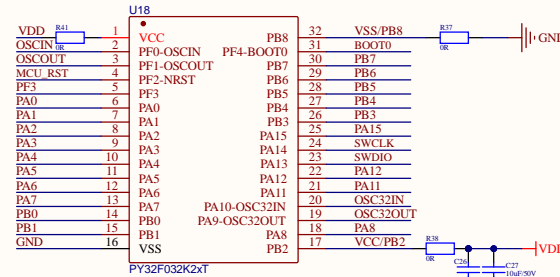 U18
VDD R41 0R 1 VCC PB8 32 VSS/PB8 R37 0R GND
OSCIN 2 PF0-OSCIN PF4-BOOT0 31 BOOT0
OSCOUT 3 PF1-OSCOUT PB7 30 PB7
MCU_RST 4 PF2-NRST PB6 29 PB6
PF3 5 PF3 PB5 28 PB5
PA0 6 PA0 PB4 27 PB4
PA1 7 PA1 PB3 26 PB3
PA2 8 PA2 PA15 25 PA15
PA3 9 PA3 PA14 24 SWCLK
PA4 10 PA4 PA13 23 SWDIO
PA5 11 PA5 PA12 22 PA12
PA6 12 PA6 PA11 21 PA11
PA7 13 PA7 PA10-OSC32IN 20 OSC32IN
PB0 14 PB0 PA9-OSC32OUT 19 OSC32OUT
PB1 15 PB1 PA8 18 PA8
GND 16 VSS PB2 17 VCC/PB2 R38 0R
PY32F032K2xT
C26 C27
10uF/50V